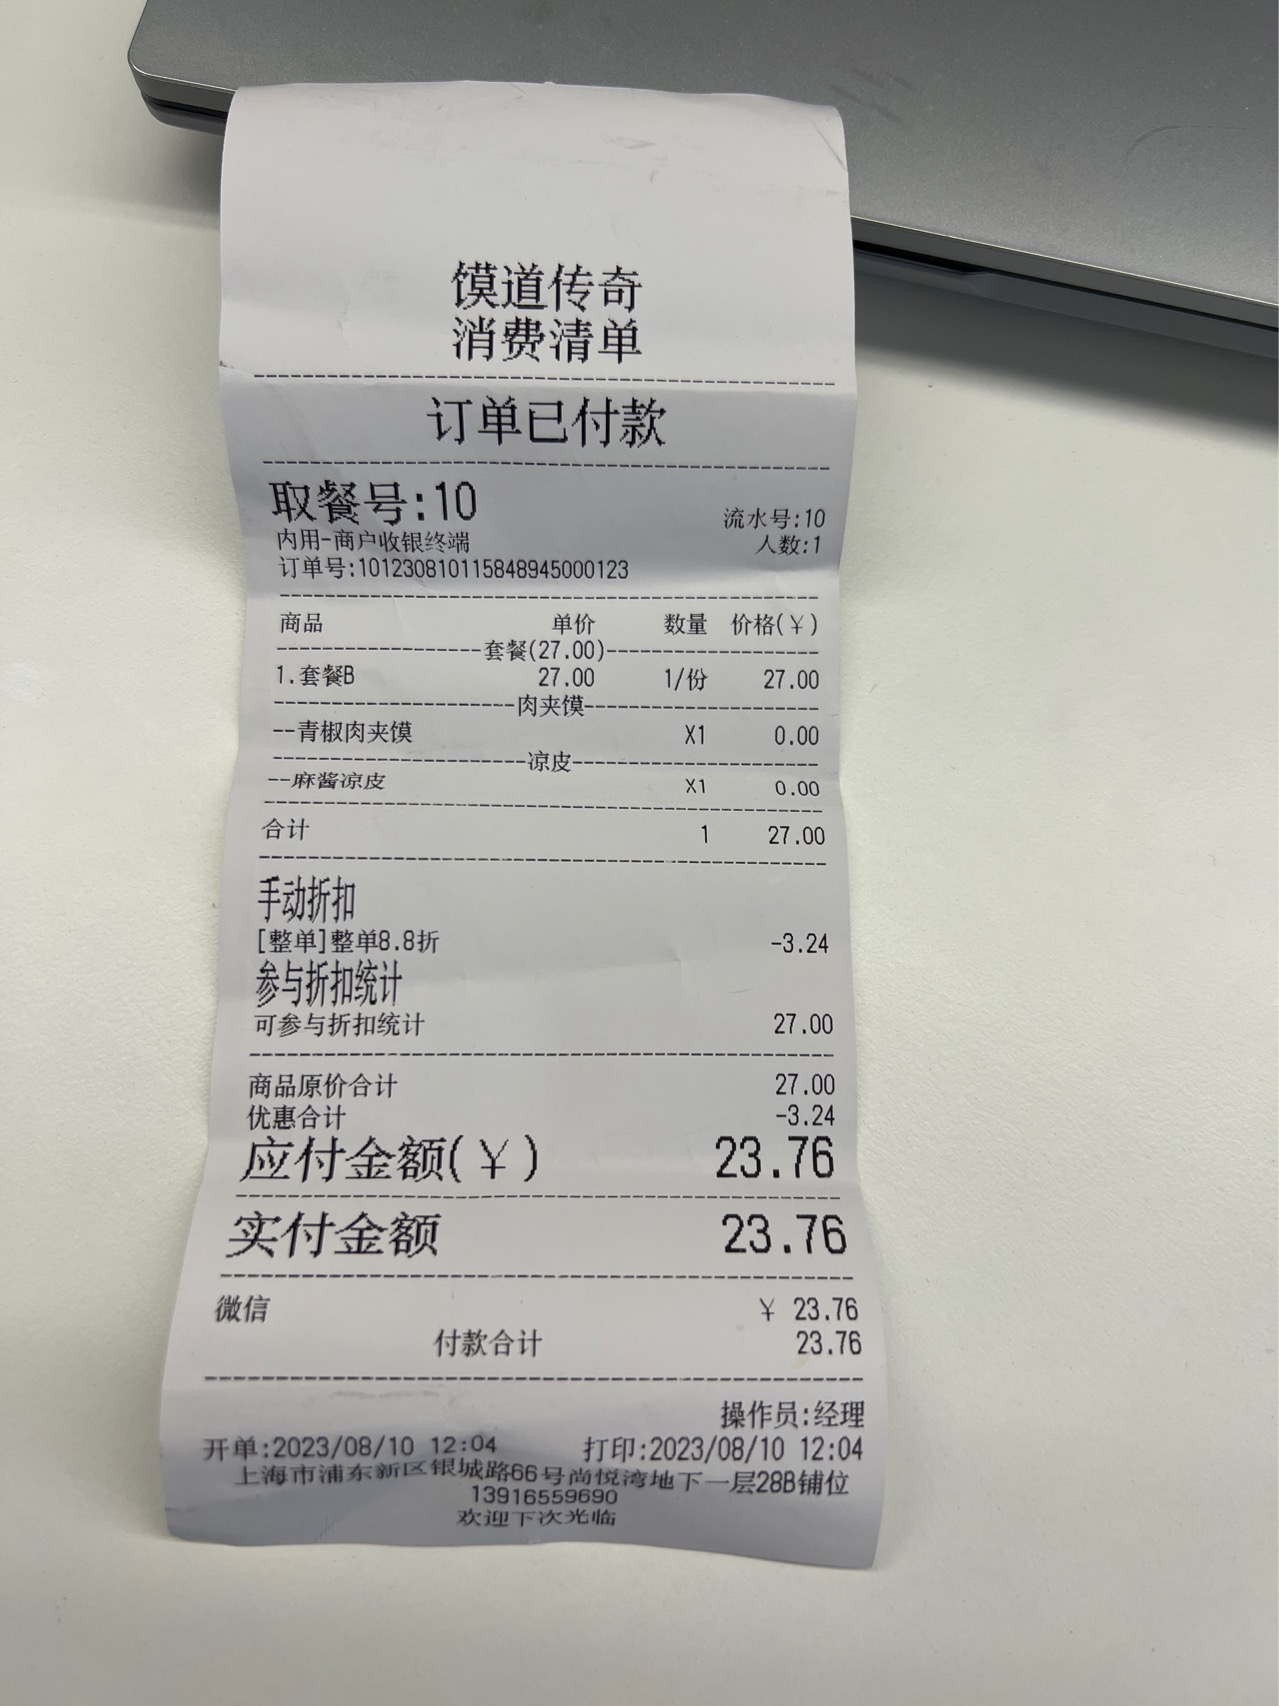 馍道传奇
消费清单
订单已付款
取餐号:10
流水号:10
内用-商户收银终端 人数:1
订单号:101230810115848945000123
商品 单价 数量 价格(￥)
套餐(27.00)
1.套餐B 27.00 1/份 27.00
肉夹馍
--青椒肉夹馍 X1 0.00
凉皮
--麻酱凉皮 X1 0.00
合计 1 27.00
手动折扣
[整单]整单8.8折 -3.24
参与折扣统计
可参与折扣统计 27.00
商品原价合计 27.00
优惠合计 -3.24
应付金额(￥) 23.76
实付金额 23.76
微信 ￥ 23.76
付款合计 23.76
操作员:经理
开单:2023/08/10 12:04 打印:2023/08/10 12:04
上海市浦东新区银城路66号尚悦湾地下一层28B铺位
13916559690
欢迎下次光临